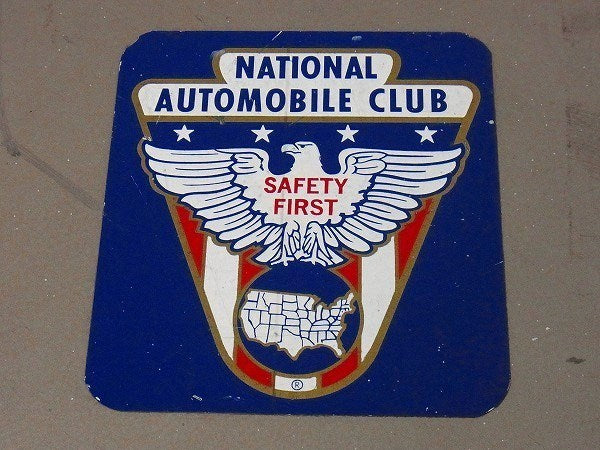 NATIONAL
AUTOMOBILE CLUB
SAFETY
FIRST
®